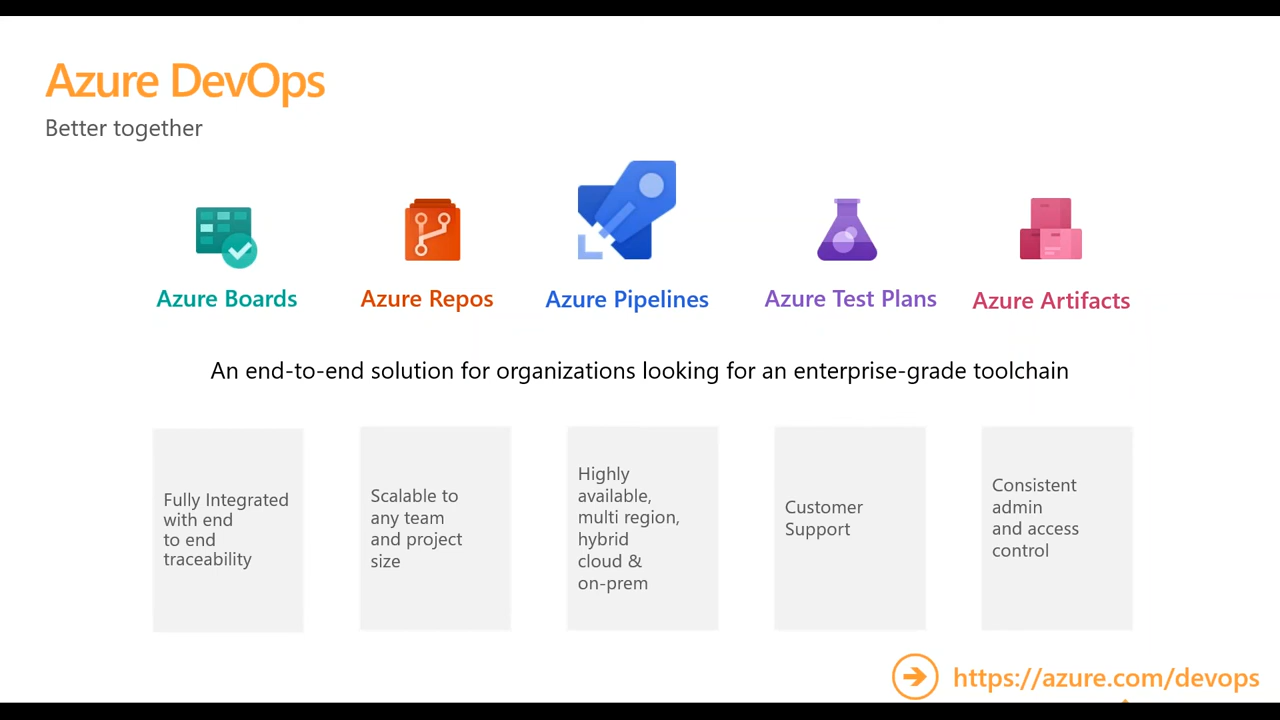 Azure DevOps
Better together
Azure Boards
Azure Repos
Azure Pipelines
Azure Test Plans
Azure Artifacts
An end-to-end solution for organizations looking for an enterprise-grade toolchain
Fully Integrated
with end
to end
traceability
Scalable to
any team
and project
size
Highly
available,
multi region,
hybrid
cloud &
on-prem
Customer
Support
Consistent
admin
and access
control
https://azure.com/devops